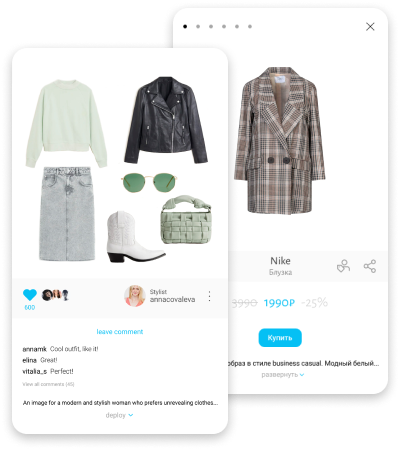 600
Stylist
annacovaleva
leave comment
annamk Cool outfit, like it!
elina Great!
vitalia_s Perfect!
View all comments (45)
An image for a modern and stylish woman who prefers unrevealing clothes...
deploy
Nike
Блузка
3990 1990₽ -25%
Купить
образ в стиле business casual. Модный белый...
развернуть